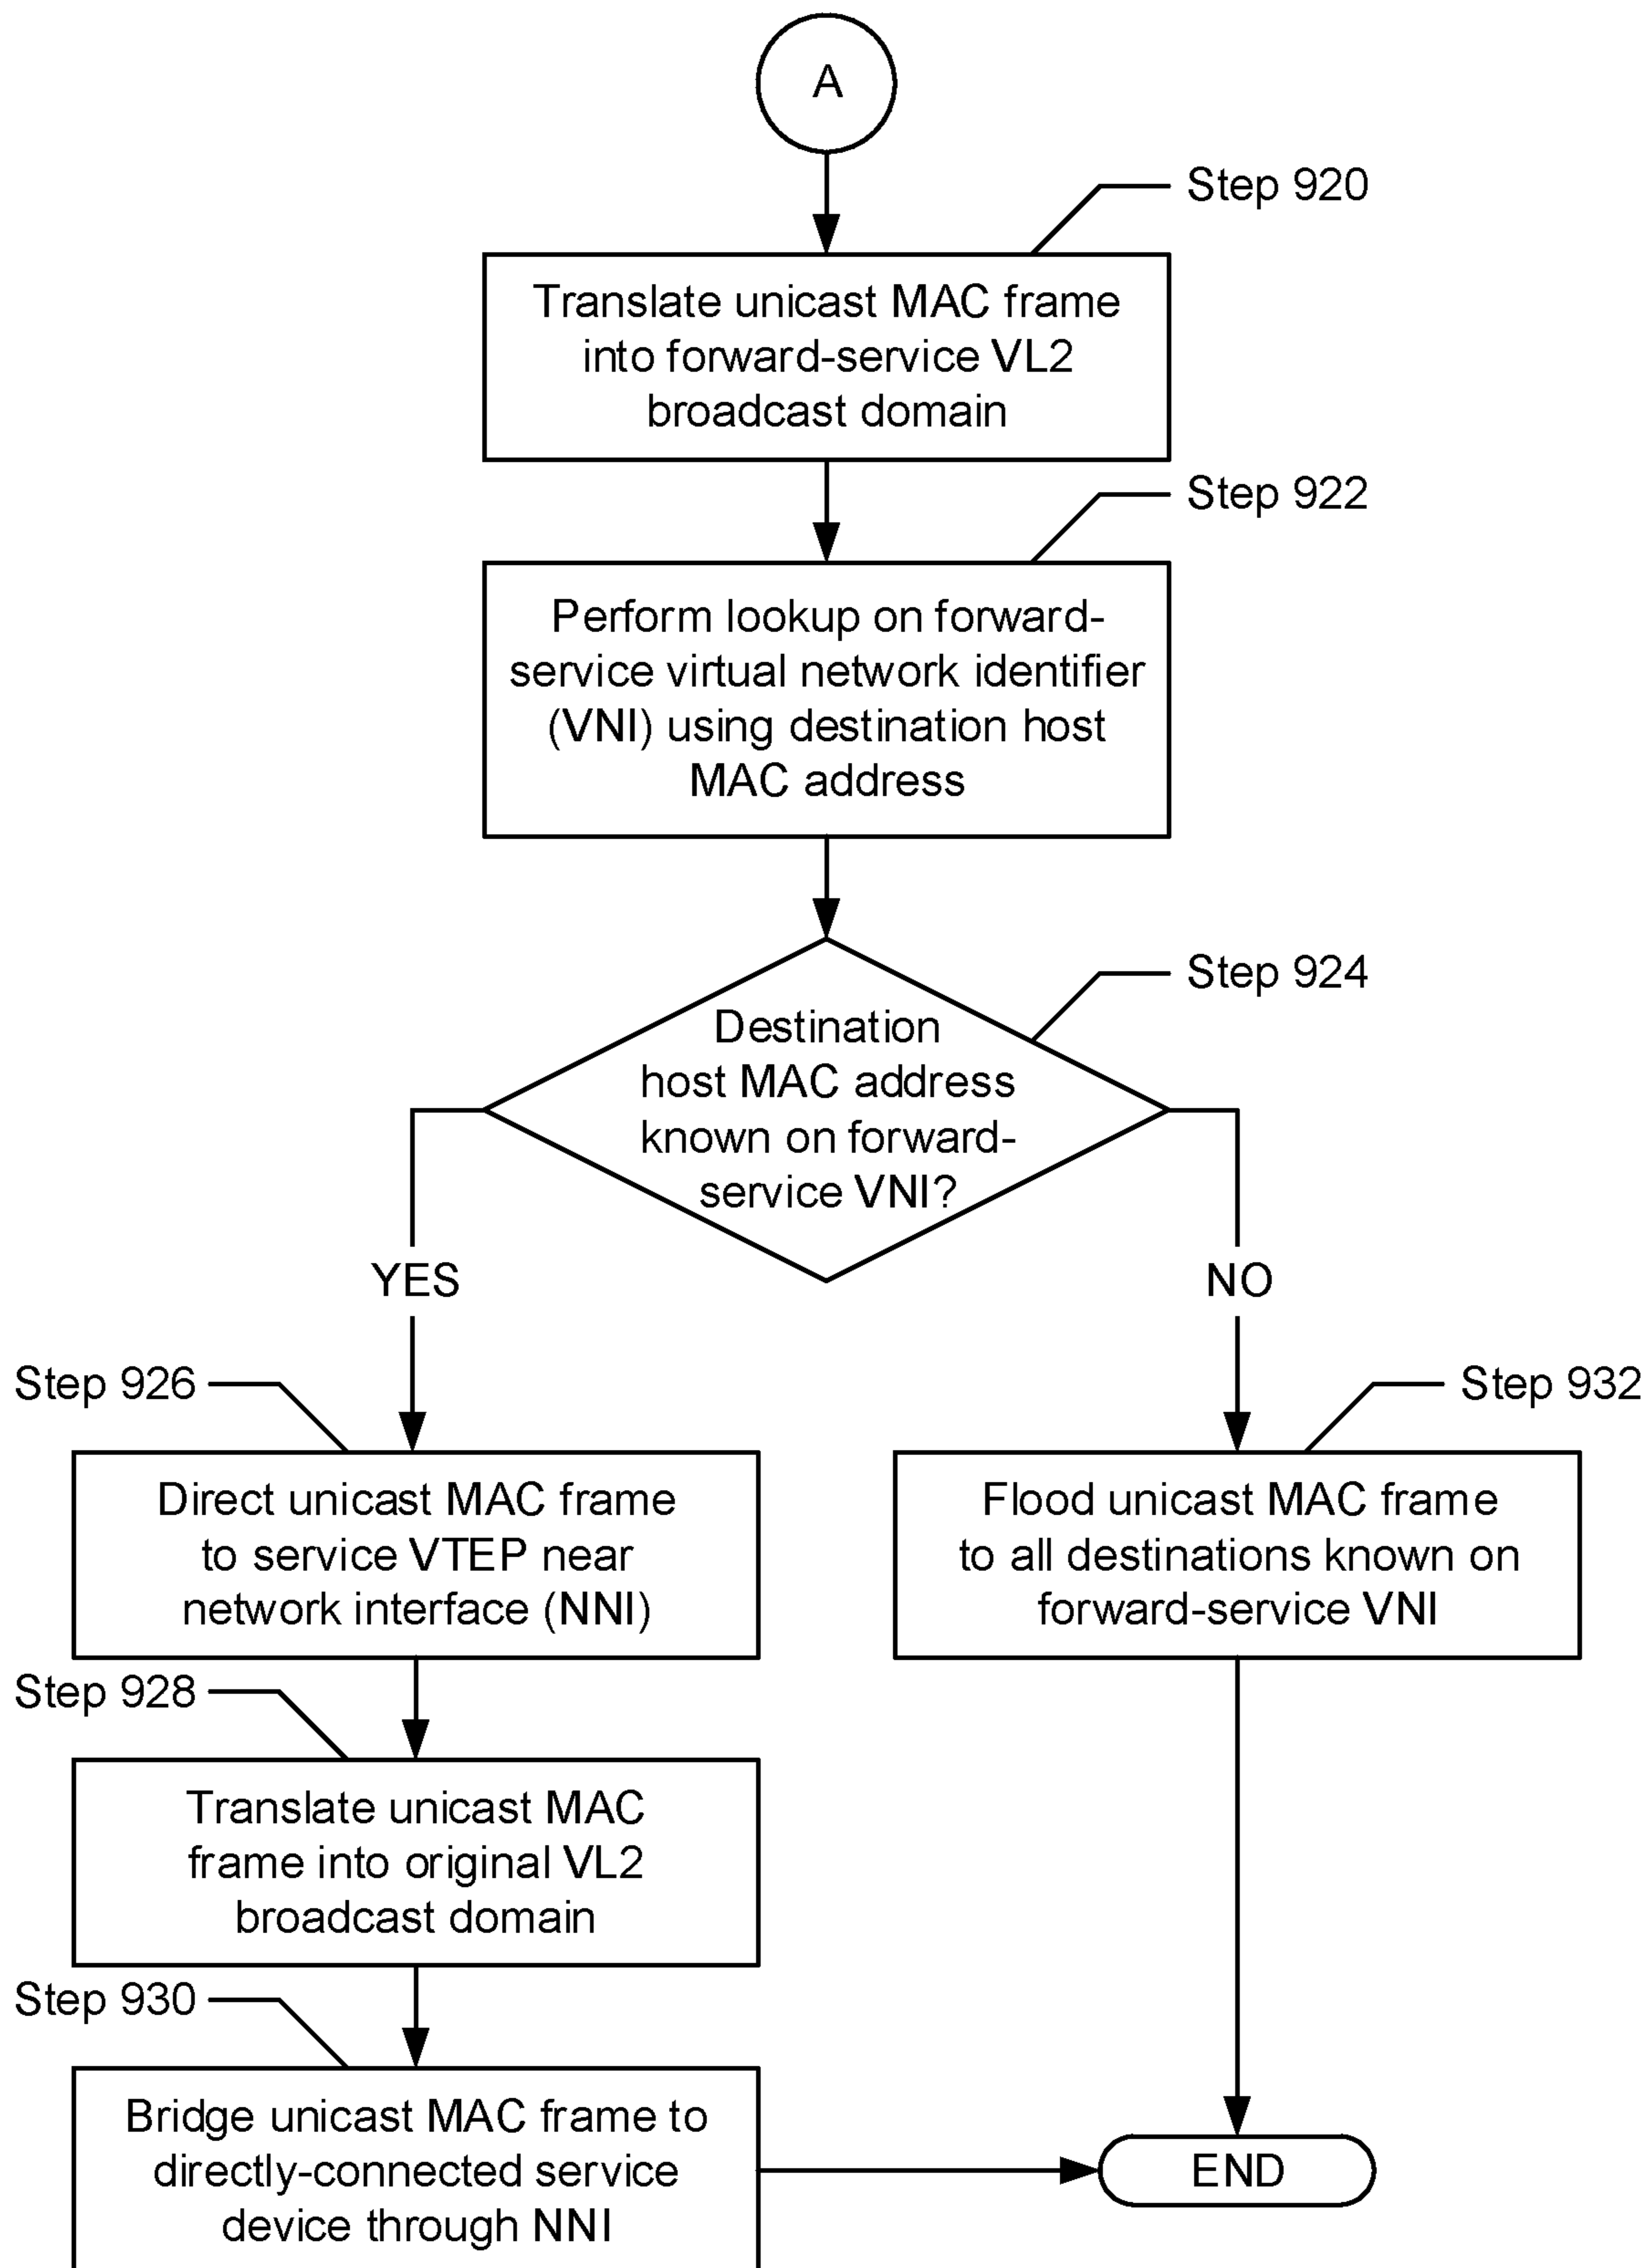 A
Step 920
Translate unicast MAC frame
into forward-service VL2
broadcast domain
Step 922
Perform lookup on forward-
service virtual network identifier
(VNI) using destination host
MAC address
Step 924
Destination
host MAC address
known on forward-
service VNI?
YES
NO
Step 926
Direct unicast MAC frame
to service VTEP near
network interface (NNI)
Step 932
Flood unicast MAC frame
to all destinations known on
forward-service VNI
Step 928
Translate unicast MAC
frame into original VL2
broadcast domain
Step 930
Bridge unicast MAC frame to
directly-connected service
device through NNI
END